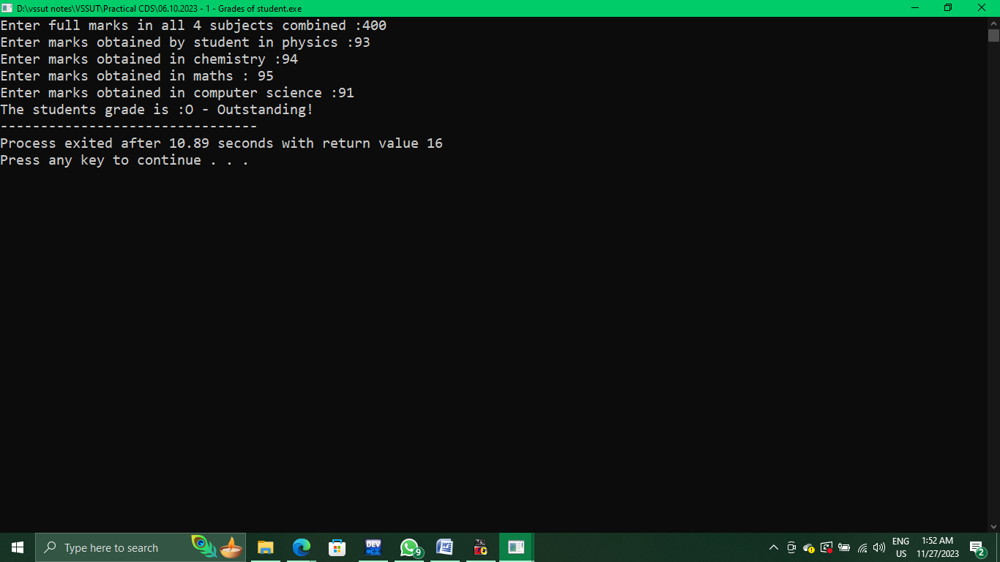 D:\vssut notes\VSSUT\Practical CDS\06.10.2023 - 1 - Grades of student.exe
Enter full marks in all 4 subjects combined :400
Enter marks obtained by student in physics :93
Enter marks obtained in chemistry :94
Enter marks obtained in maths : 95
Enter marks obtained in computer science :91
The students grade is :O - Outstanding!
--------------------------------
Process exited after 10.89 seconds with return value 16
Press any key to continue . . .
Type here to search
DEV
9
ENG
US
1:52 AM
11/27/2023
2